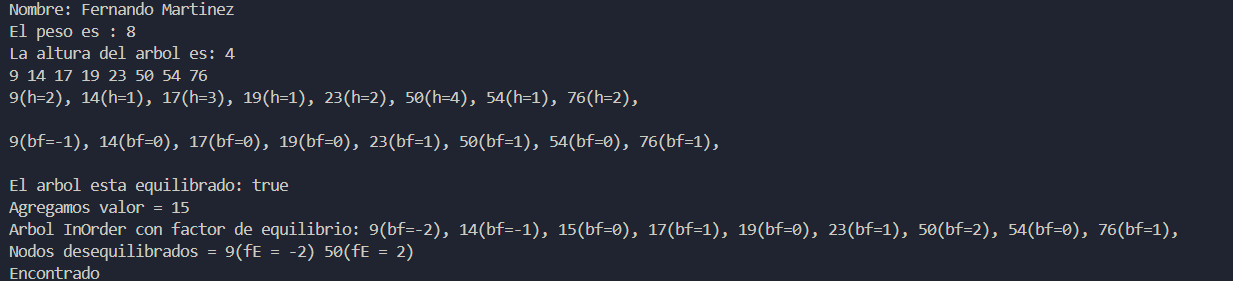 Nombre: Fernando Martinez
El peso es : 8
La altura del arbol es: 4
9 14 17 19 23 50 54 76
9(h=2), 14(h=1), 17(h=3), 19(h=1), 23(h=2), 50(h=4), 54(h=1), 76(h=2),
9(bf=-1), 14(bf=0), 17(bf=0), 19(bf=0), 23(bf=1), 50(bf=1), 54(bf=0), 76(bf=1),
El arbol esta equilibrado: true
Agregamos valor = 15
Arbol InOrder con factor de equilibrio: 9(bf=-2), 14(bf=-1), 15(bf=0), 17(bf=1), 19(bf=0), 23(bf=1), 50(bf=2), 54(bf=0), 76(bf=1),
Nodos desequilibrados = 9(fE = -2) 50(fE = 2)
Encontrado